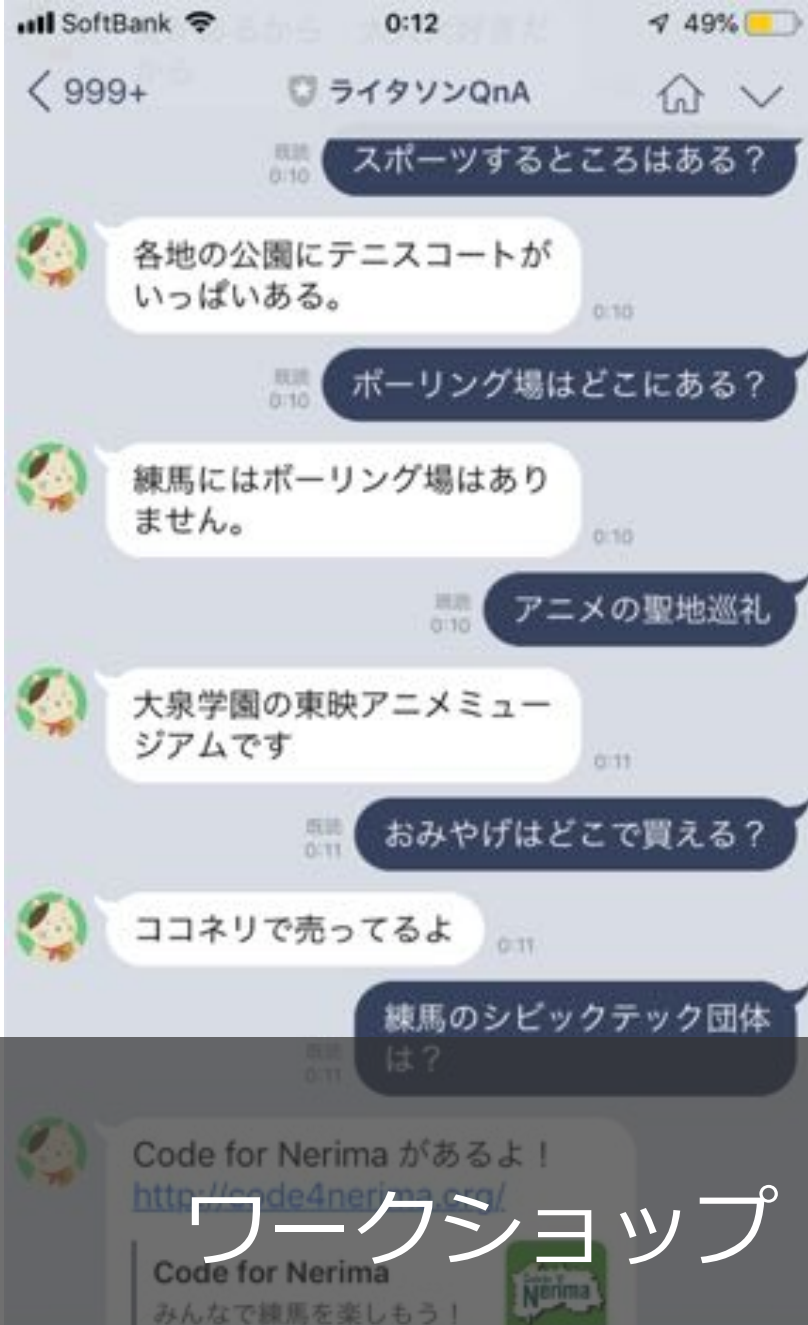 SoftBank 0:12 49%
999+ ライタソンQnA
既読
0:10
スポーツするところはある?
各地の公園にテニスコートが
いっぱいある。
0:10
既読
0:10
ボーリング場はどこにある?
練馬にはボーリング場はあり
ません。
0:10
既読
0:10
アニメの聖地巡礼
大泉学園の東映アニメミュー
ジアムです
0:11
既読
0:11
おみやげはどこで買える?
ココネリで売ってるよ
0:11
練馬のシビックテック団体
は?
既読
0:11
Code for Nerima があるよ!
http://code4nerima.org/
ワークショップ
Code for Nerima
みんなで練馬を楽しもう!
Nerima